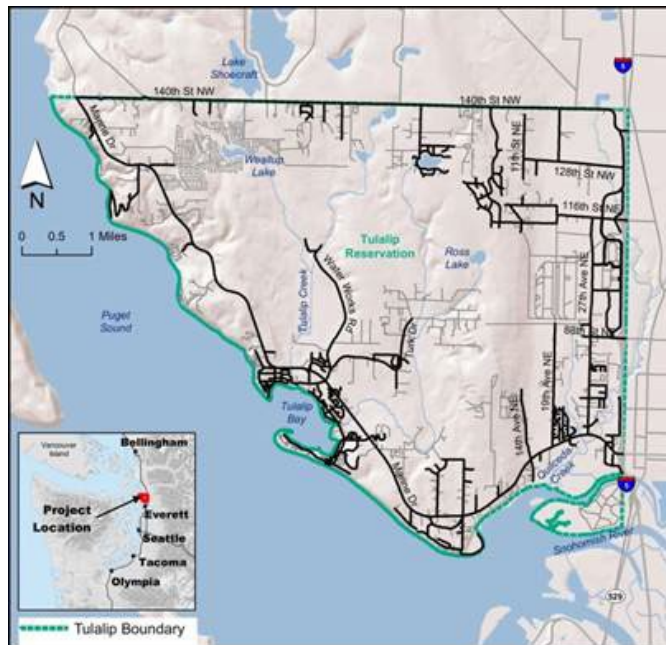 Lake
Shoecraft
5
140th St NW
140th St NW
Marine Dr
Weallup
Lake
11th St NE
128th St NW
116th St NE
N
0 0.5 1 Miles
Tulalip
Reservation
Ross
Lake
27th Ave NE
Water Works Rd
Tulalip Creek
Puget
Sound
Turk Dr
88th St N
19th Ave NE
14th Ave NE
Tulalip
Bay
Marine Dr
Quilceda
Creek
5
Snohomish River
529
Vancouver
Island
Bellingham
Project
Location
Everett
Seattle
Tacoma
Olympia
Tulalip Boundary